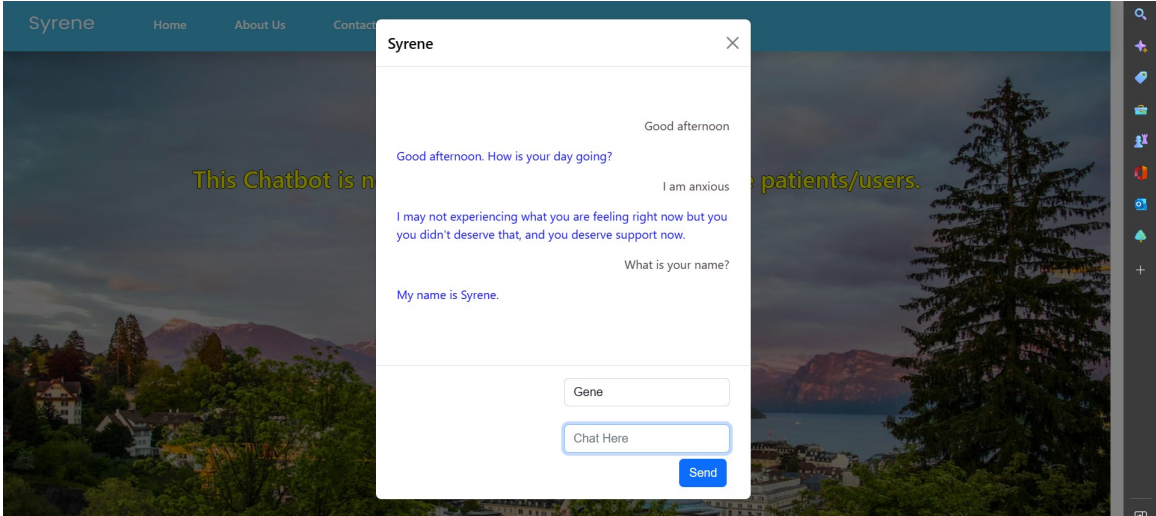 Syrene Home About Us Contact
Syrene
Good afternoon
Good afternoon. How is your day going?
This Chatbot is n
patients/users.
I am anxious
I may not experiencing what you are feeling right now but you
you didn't deserve that, and you deserve support now.
What is your name?
My name is Syrene.
Gene
Chat Here
Send